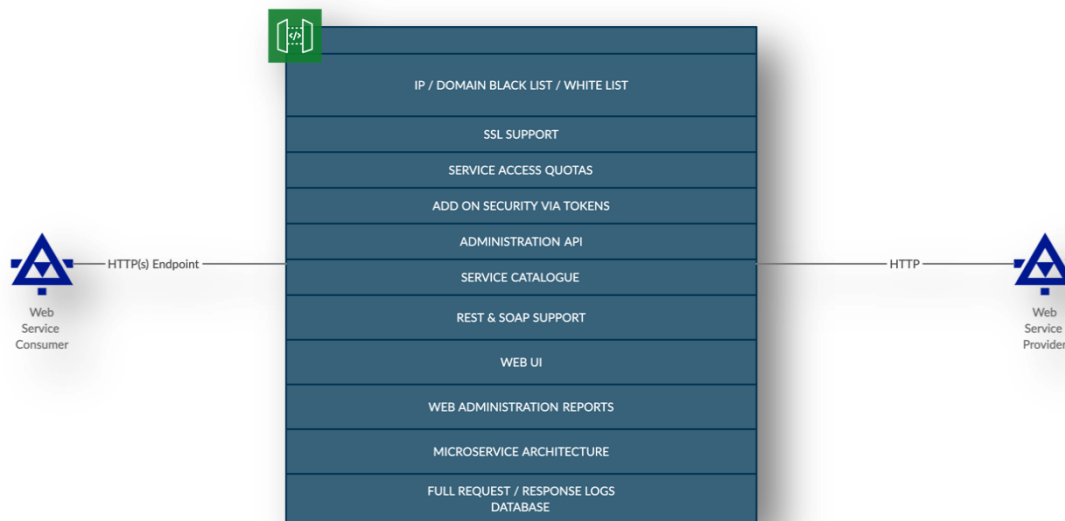 IP / DOMAIN BLACK LIST / WHITE LIST
SSL SUPPORT
SERVICE ACCESS QUOTAS
ADD ON SECURITY VIA TOKENS
ADMINISTRATION API
HTTP(s) Endpoint
HTTP
SERVICE CATALOGUE
Web
Service
Consumer
Web
Service
Provider
REST & SOAP SUPPORT
WEB UI
WEB ADMINISTRATION REPORTS
MICROSERVICE ARCHITECTURE
FULL REQUEST / RESPONSE LOGS
DATABASE